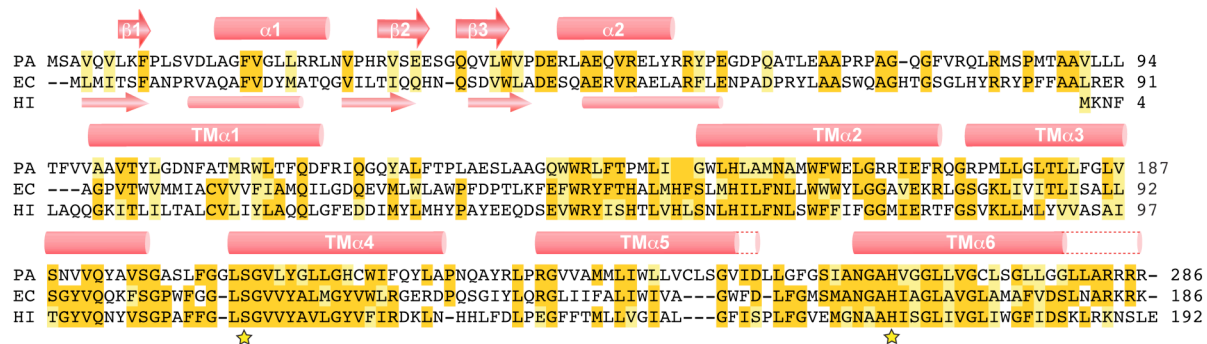 β1 α1 β2 β3 α2
PA MSAVQVLKFPLSVDLAGFVGLLRRLNVPHRVSEESGQQVLWVPDERLAEQVRELYRRYPEGDPQATLEAAPRPAG-QGFVRQLRMSPMTAAVLLL 94
EC --MLMITSFANPRVAQAFVDYMATQGVILTIQQHN-QSDVWLADESQAERVRAELARFLENPADPRYLAASWQAGHTGSGLHYRRYPFFAALRER 91
HI MKNF 4
TMα1 TMα2 TMα3
PA TFVVAAVTYLGDNFATMRWLTFQDFRIQGQYALFTPLAESLAAGQWWRLFTPMLI GWLHLAMNAMWFWELGRRIEFRQGRPMLLGLTLLFGLV 187
EC ---AGPVTWVMMIACVVVFIAMQILGDQEVMLWLAWPFDPTLKFEFWRYFTHALMHFSLMHILFNLLWWWYLGGAVEKRLGSGKLIVITLISALL 92
HI LAQQGKITLILTALCVLIYLAQQLGFEDDIMYLMHYPAYEEQDSEVWRYISHTLVHLSNLHILFNLSWFFIFGGMIERTFGSVKLLMLYVVASAI 97
TMα4 TMα5 TMα6
PA SNVVQYAVSGASLFGGLSGVLYGLLGHCWIFQYLAPNQAYRLPRGVVAMMLIWLLVCLSGVIDLLGFGSIANGAHVGGLLVGCLSGLLGGLLARRRR- 286
EC SGYVQQKFSGPWFGG-LSGVVYALMGYVWLRGERDPQSGIYLQRGLIIFALIWIVA---GWFD-LFGMSMANGAHIAGLAVGLAMAFVDSLNARKRK- 186
HI TGYVQNYVSGPAFFG-LSGVVYAVLGYVFIRDKLN-HHLFDLPEGFFTMLLVGIAL---GFISPLFGVEMGNAAHISGLIVGLIWGFIDSKLRKNSLE 192